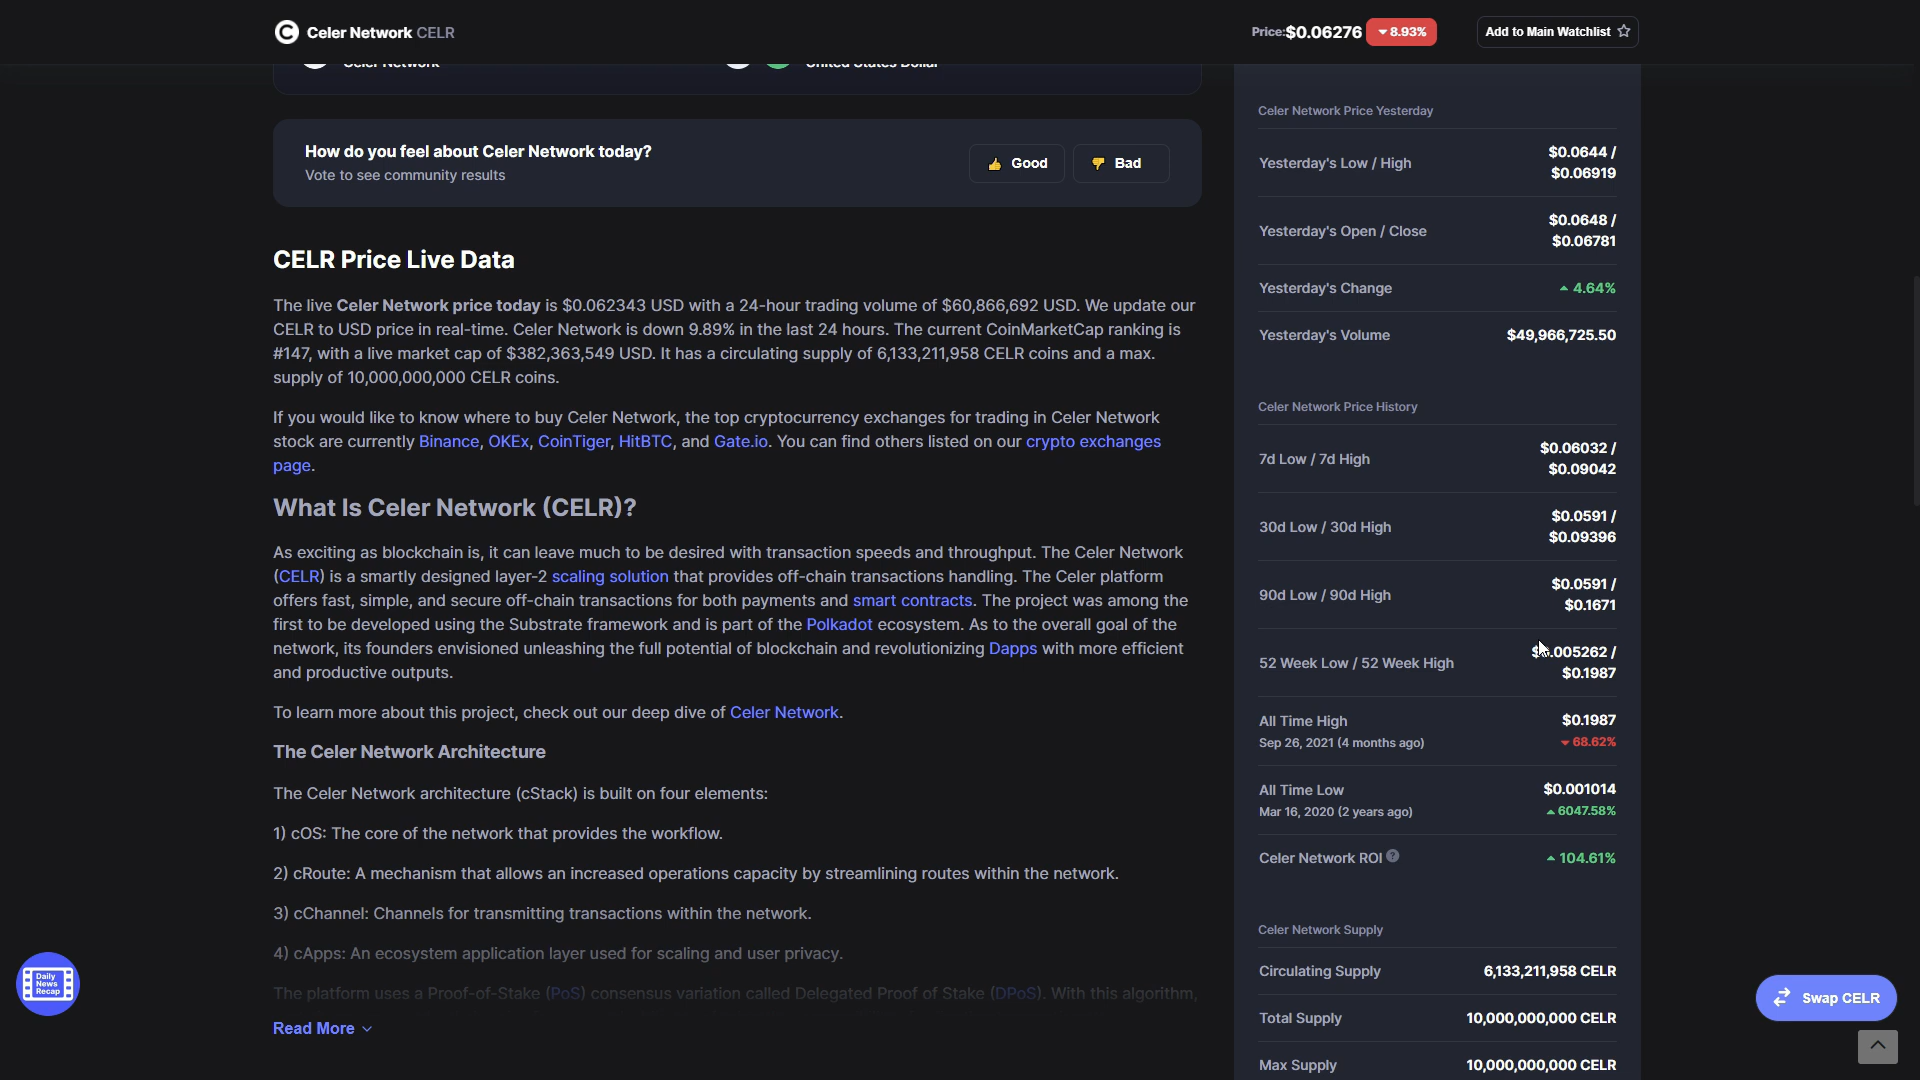 Celer Network CELR
Price:$0.06276 8.93%
Add to Main Watchlist
Celer Network
United States Dollar
How do you feel about Celer Network today?
Vote to see community results
Good
Bad
CELR Price Live Data
The live Celer Network price today is $0.062343 USD with a 24-hour trading volume of $60,866,692 USD. We update our
CELR to USD price in real-time. Celer Network is down 9.89% in the last 24 hours. The current CoinMarketCap ranking is
#147, with a live market cap of $382,363,549 USD. It has a circulating supply of 6,133,211,958 CELR coins and a max.
supply of 10,000,000,000 CELR coins.
If you would like to know where to buy Celer Network, the top cryptocurrency exchanges for trading in Celer Network
stock are currently Binance, OKEx, CoinTiger, HitBTC, and Gate.io. You can find others listed on our crypto exchanges
page.
What Is Celer Network (CELR)?
As exciting as blockchain is, it can leave much to be desired with transaction speeds and throughput. The Celer Network
(CELR) is a smartly designed layer-2 scaling solution that provides off-chain transactions handling. The Celer platform
offers fast, simple, and secure off-chain transactions for both payments and smart contracts. The project was among the
first to be developed using the Substrate framework and is part of the Polkadot ecosystem. As to the overall goal of the
network, its founders envisioned unleashing the full potential of blockchain and revolutionizing Dapps with more efficient
and productive outputs.
To learn more about this project, check out our deep dive of Celer Network.
The Celer Network Architecture
The Celer Network architecture (cStack) is built on four elements:
1) cOS: The core of the network that provides the workflow.
2) cRoute: A mechanism that allows an increased operations capacity by streamlining routes within the network.
3) cChannel: Channels for transmitting transactions within the network.
4) cApps: An ecosystem application layer used for scaling and user privacy.
The platform uses a Proof-of-Stake (PoS) consensus variation called Delegated Proof of Stake (DPoS). With this algorithm,
Read More
Celer Network Price Yesterday
Yesterday's Low / High
$0.0644 /
$0.06919
Yesterday's Open / Close
$0.0648 /
$0.06781
Yesterday's Change
4.64%
Yesterday's Volume
$49,966,725.50
Celer Network Price History
7d Low / 7d High
$0.06032 /
$0.09042
30d Low / 30d High
$0.0591 /
$0.09396
90d Low / 90d High
$0.0591 /
$0.1671
52 Week Low / 52 Week High
$0.005262 /
$0.1987
All Time High
$0.1987
Sep 26, 2021 (4 months ago)
68.62%
All Time Low
$0.001014
Mar 16, 2020 (2 years ago)
6047.58%
Celer Network ROI
104.61%
Celer Network Supply
Circulating Supply
6,133,211,958 CELR
Total Supply
10,000,000,000 CELR
Max Supply
10,000,000,000 CELR
Daily
News
Recap
Swap CELR